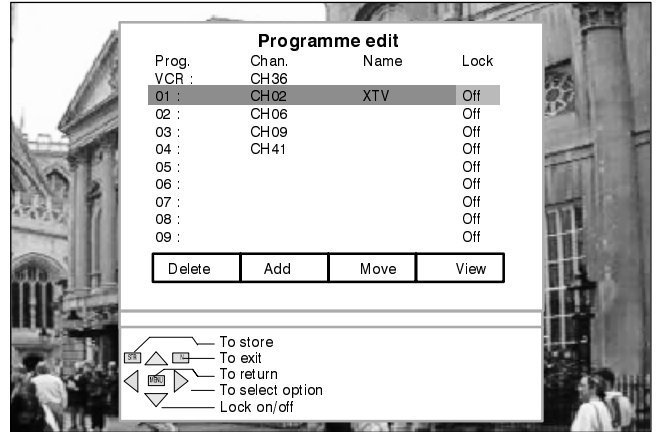 Programme edit
Prog. Chan. Name Lock
VCR : CH36
01 : CH02 XTV Off
02 : CH06 Off
03 : CH09 Off
04 : CH41 Off
05 : Off
06 : Off
07 : Off
08 : Off
09 : Off
Delete Add Move View
To store
STR N To exit
MENU To return
To select option
Lock on/off